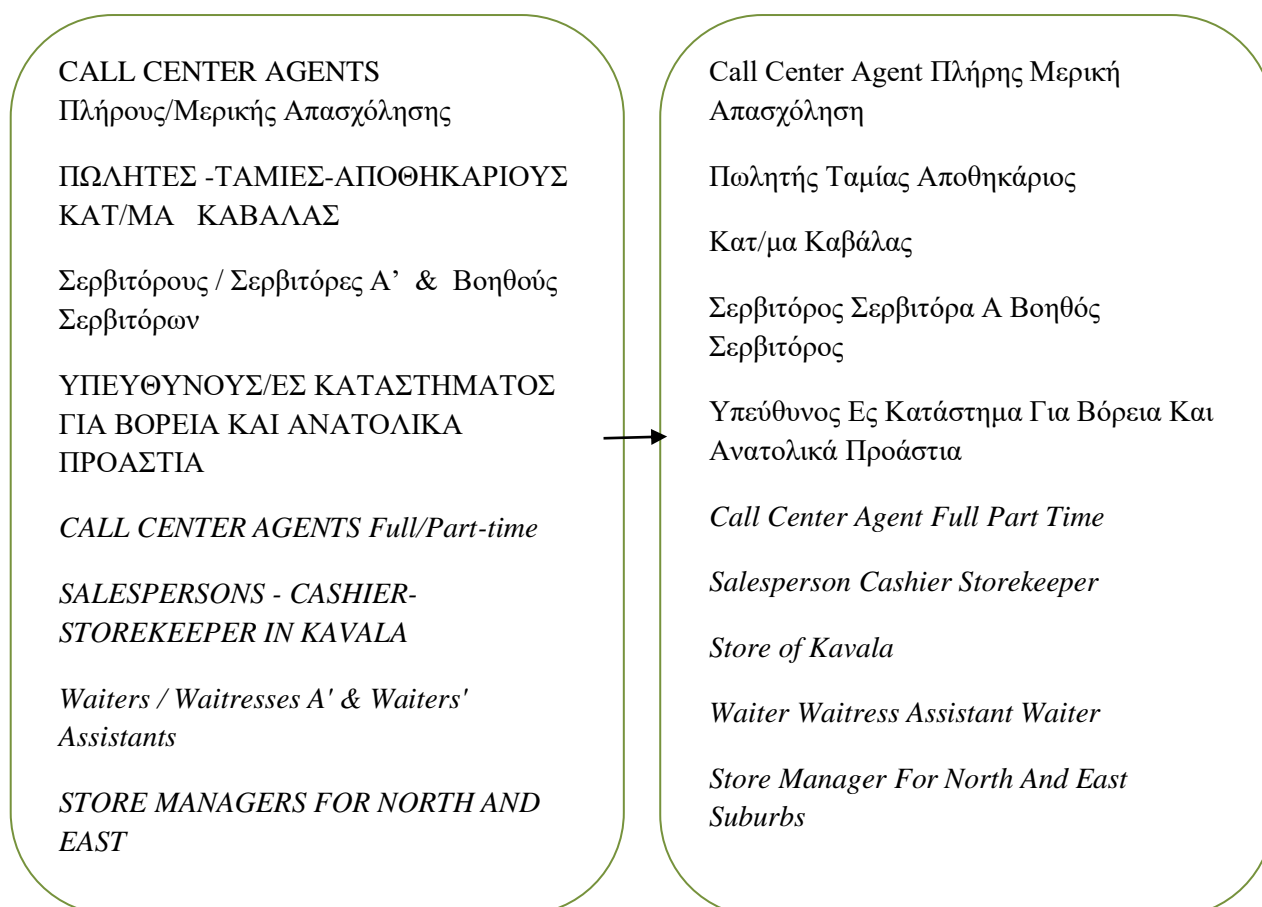 CALL CENTER AGENTS
Πλήρους/Μερικής Απασχόλησης
ΠΩΛΗΤΕΣ -ΤΑΜΙΕΣ-ΑΠΟΘΗΚΑΡΙΟΥΣ
ΚΑΤ/ΜΑ ΚΑΒΑΛΑΣ
Σερβιτόρους / Σερβιτόρες Α’ & Βοηθούς
Σερβιτόρων
ΥΠΕΥΘΥΝΟΥΣ/ΕΣ ΚΑΤΑΣΤΗΜΑΤΟΣ
ΓΙΑ ΒΟΡΕΙΑ ΚΑΙ ΑΝΑΤΟΛΙΚΑ
ΠΡΟΑΣΤΙΑ
CALL CENTER AGENTS Full/Part-time
SALESPERSONS - CASHIER-
STOREKEEPER IN KAVALA
Waiters / Waitresses A' & Waiters'
Assistants
STORE MANAGERS FOR NORTH AND
EAST
Call Center Agent Πλήρης Μερική
Απασχόληση
Πωλητής Ταμίας Αποθηκάριος
Κατ/μα Καβάλας
Σερβιτόρος Σερβιτόρα Α Βοηθός
Σερβιτόρος
Υπεύθυνος Ες Κατάστημα Για Βόρεια Και
Ανατολικά Προάστια
Call Center Agent Full Part Time
Salesperson Cashier Storekeeper
Store of Kavala
Waiter Waitress Assistant Waiter
Store Manager For North And East
Suburbs